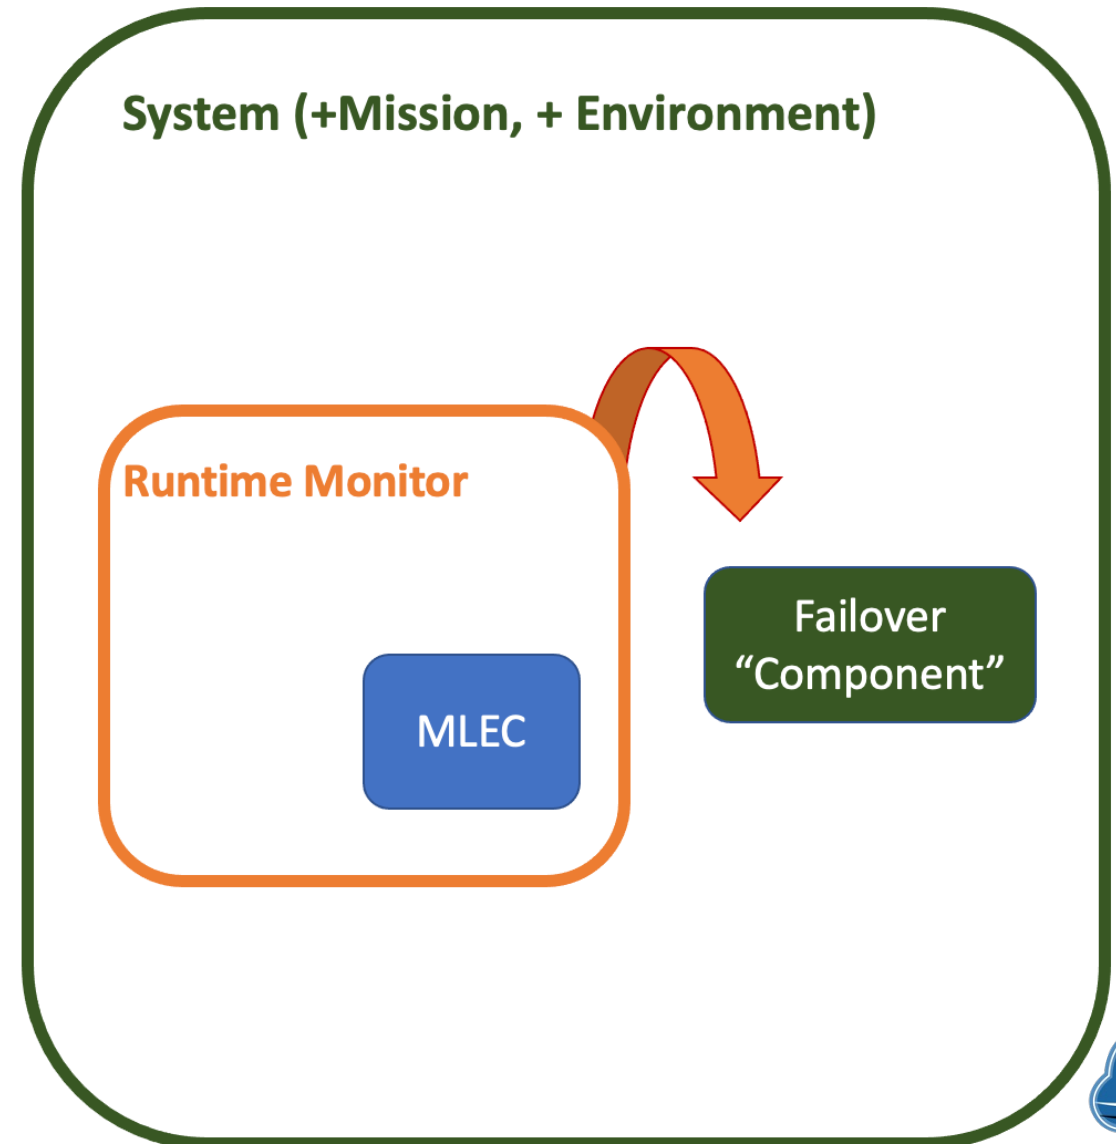 System (+Mission, + Environment)
Runtime Monitor
Failover
“Component”
MLEC